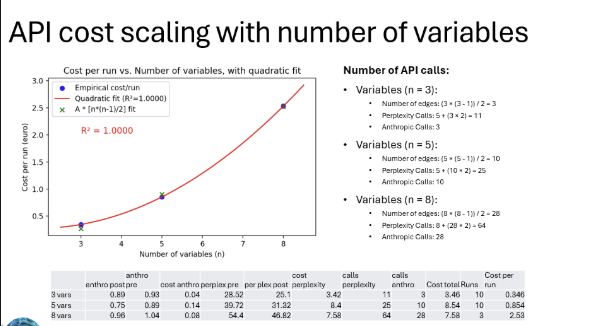 API cost scaling with number of variables
Cost per run vs. Number of variables, with quadratic fit
Empirical cost/run
Quadratic fit (R²=1.0000)
A * [n*(n-1)/2] fit
R² = 1.0000
3.0
2.5
2.0
1.5
1.0
0.5
Cost per run (euro)
3 4 5 6 7 8
Number of variables (n)
Number of API calls:
• Variables (n = 3):
• Number of edges: (3 × (3 - 1)) / 2 = 3
• Perplexity Calls: 5 + (3 × 2) = 11
• Anthropic Calls: 3
• Variables (n = 5):
• Number of edges: (5 × (5 - 1)) / 2 = 10
• Perplexity Calls: 5 + (10 × 2) = 25
• Anthropic Calls: 10
• Variables (n = 8):
• Number of edges: (8 × (8 - 1)) / 2 = 28
• Perplexity Calls: 8 + (28 × 2) = 64
• Anthropic Calls: 28
anthro cost calls calls Cost per
anthro post pre cost anthro perplex pre per plex post perplexity perplexity anthro Cost total Runs run
3 vars 0.89 0.93 0.04 28.52 25.1 3.42 11 3 3.46 10 0.346
5 vars 0.75 0.89 0.14 39.72 31.32 8.4 25 10 8.54 10 0.854
8 vars 0.96 1.04 0.08 54.4 46.82 7.58 64 28 7.58 3 2.53